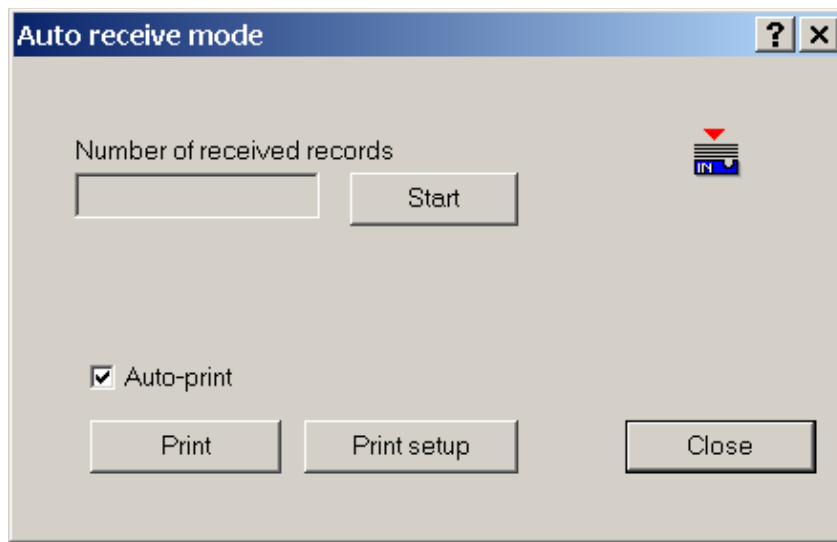 Auto receive mode
Number of received records
Start
IN
Auto-print
Print
Print setup
Close